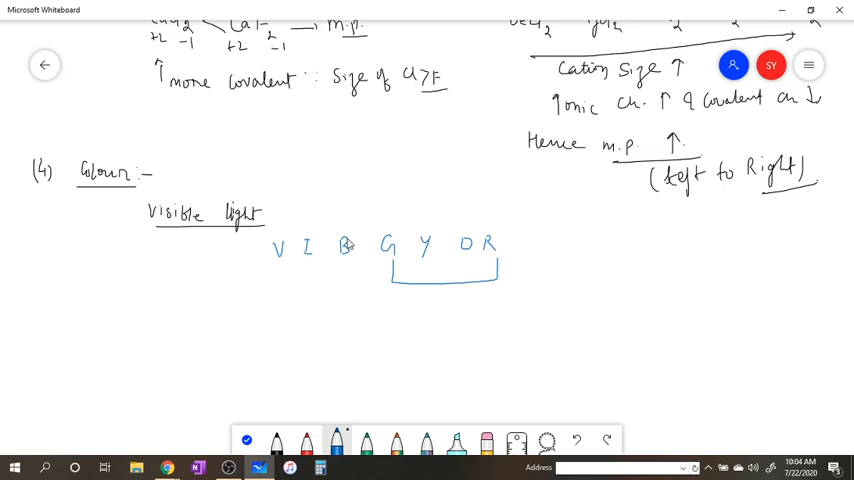 Microsoft Whiteboard
+2 -1
+2 -1
→ m.p.
↑ more covalent ∵ Size of Cl > F
Cation Size ↑
Ionic Ch. ↑ & Covalent Ch ↓
Hence m.p. ↑
(Left to Right)
(4) Colour:-
Visible light
V I B G Y O R
SY
Address
10:04 AM
7/22/2020